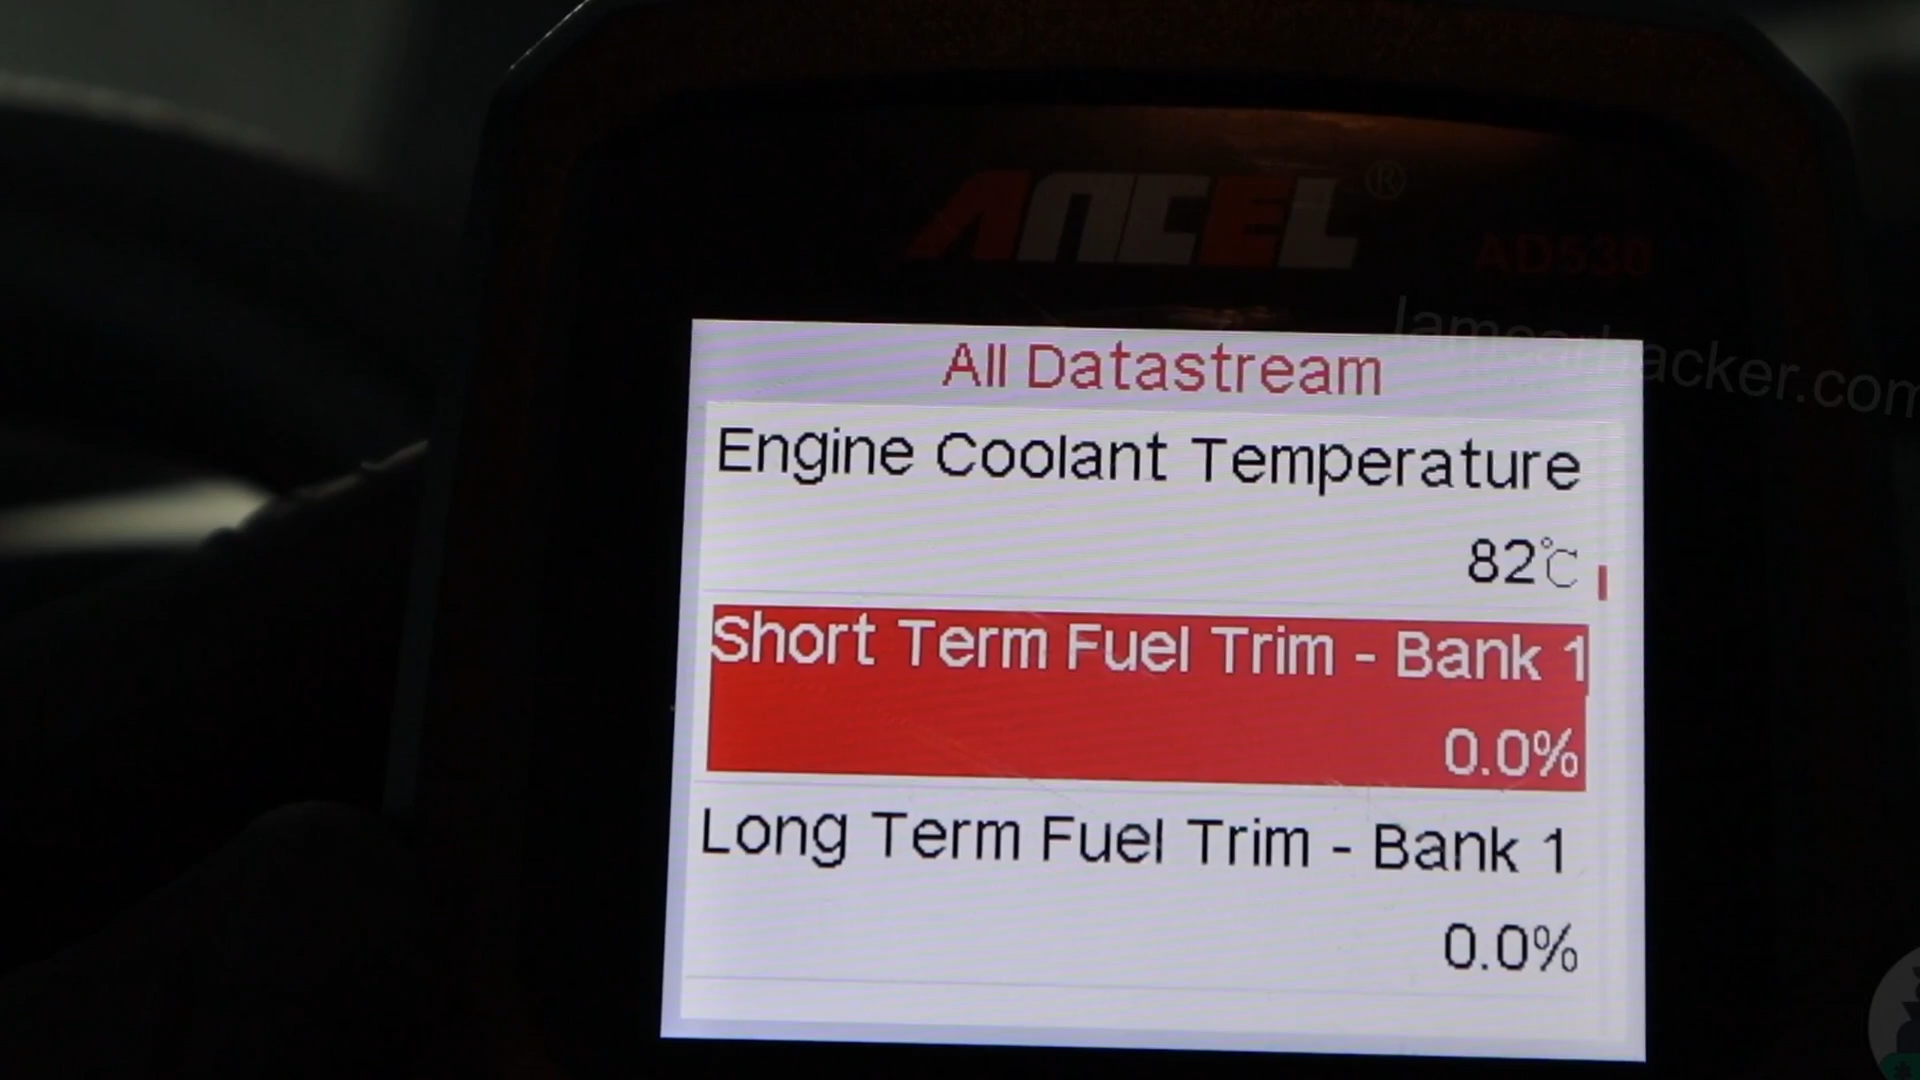 ANCEL®
AD530
All Datastream
Engine Coolant Temperature
82℃
Short Term Fuel Trim - Bank 1
0.0%
Long Term Fuel Trim - Bank 1
0.0%